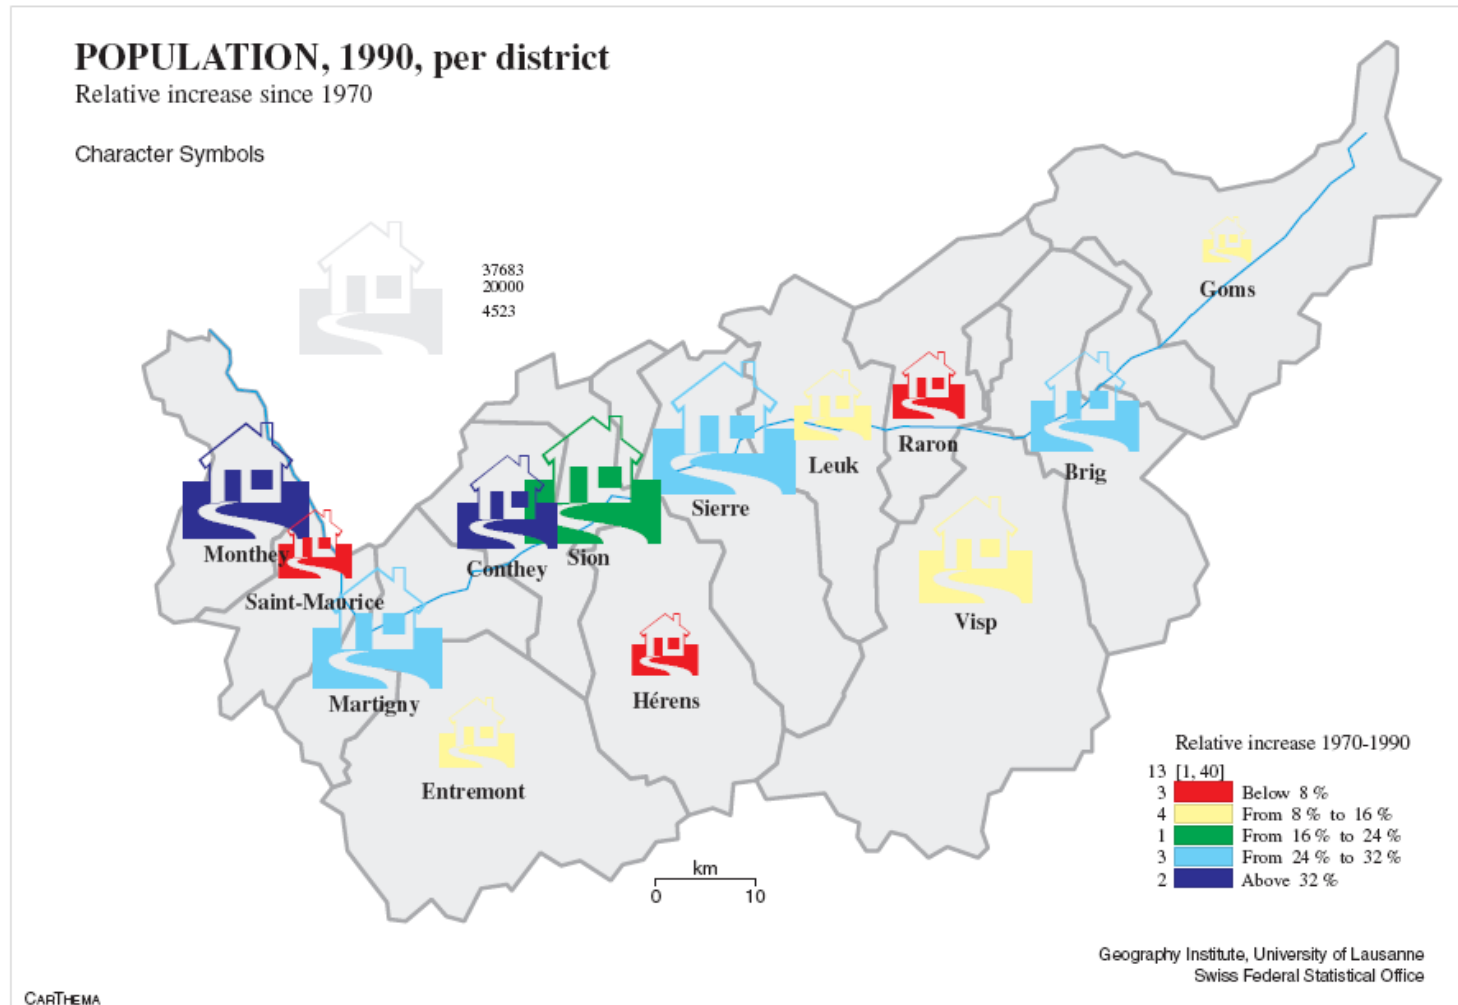 POPULATION, 1990, per district
Relative increase since 1970
Character Symbols
37683
20000
4523
Goms
Raron
Leuk
Brig
Sierre
Monthey
Conthey
Sion
Saint-Maurice
Visp
Martigny
Hérens
Entremont
Relative increase 1970-1990
13 [1, 40]
3 Below 8 %
4 From 8 % to 16 %
1 From 16 % to 24 %
3 From 24 % to 32 %
2 Above 32 %
km
0 10
Geography Institute, University of Lausanne
Swiss Federal Statistical Office
CARTHEMA